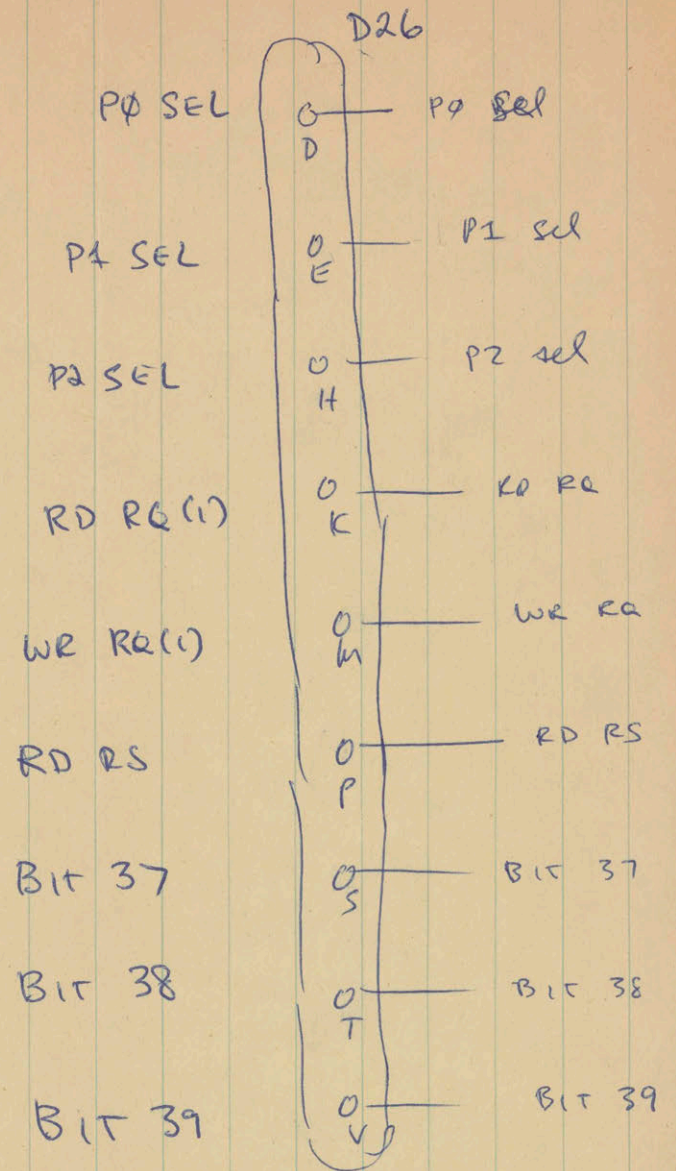 D26
PØ SEL D PØ sel
P1 SEL E P1 sel
P2 SEL H P2 sel
RD RQ(1) K RD RQ
WR RQ(1) M WR RQ
RD RS P RD RS
BIT 37 S BIT 37
BIT 38 T BIT 38
BIT 39 V BIT 39